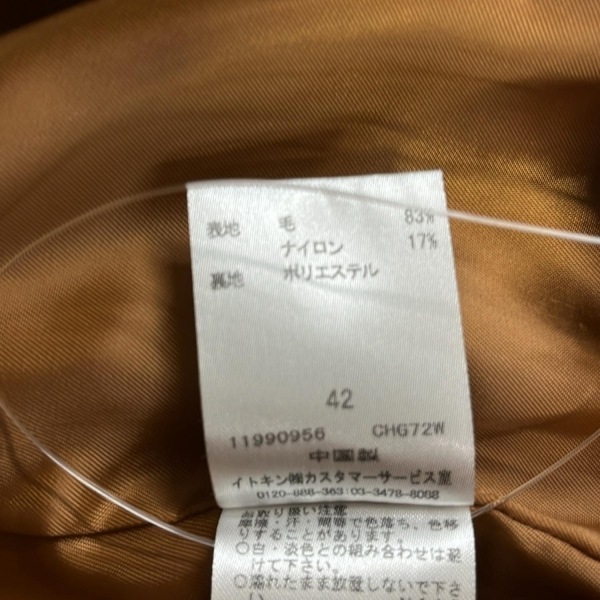 表地 毛 83%
ナイロン 17%
裏地 ポリエステル
42
11990956 CHG72W
中国製
イトキン㈱カスタマーサービス室
0120-888-363:03-3478-8088
お取り扱い注意
摩擦・汗・雨等で色落ち、色移
りすることがあります。
○白・淡色との組み合わせは避
けて下さい。
○濡れたまま放置しないで下さ